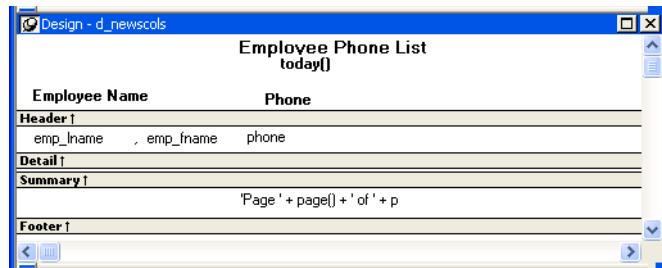 Design - d_newscols
Employee Phone List
today()
Employee Name Phone
Header ↑
emp_lname , emp_fname phone
Detail ↑
Summary ↑
'Page ' + page() + ' of ' + p
Footer ↑